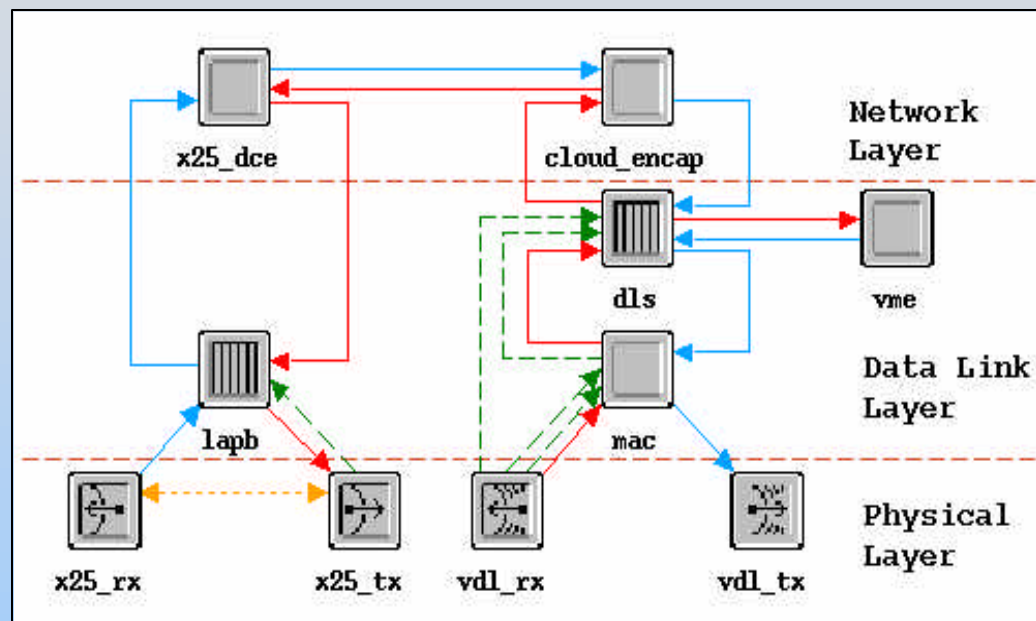 x25_dce
cloud_encap
Network
Layer
dls
vme
lapb
mac
Data Link
Layer
x25_rx
x25_tx
vdl_rx
vdl_tx
Physical
Layer